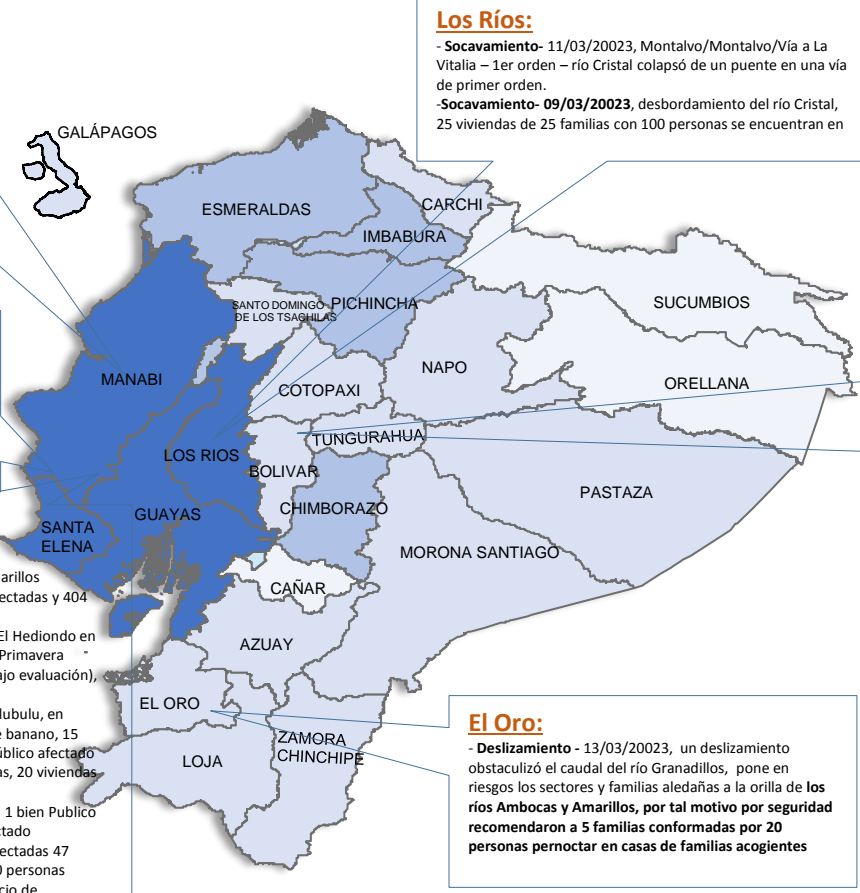 Los Ríos:
- Socavamiento- 11/03/20023, Montalvo/Montalvo/Vía a La
Vitalia – 1er orden – río Cristal colapsó de un puente en una vía
de primer orden.
-Socavamiento- 09/03/20023, desbordamiento del río Cristal,
25 viviendas de 25 familias con 100 personas se encuentran en
GALÁPAGOS
ESMERALDAS
CARCHI
IMBABURA
SANTO DOMINGO
DE LOS TSACHILAS
PICHINCHA
SUCUMBIOS
MANABI
COTOPAXI
NAPO
ORELLANA
LOS RIOS
TUNGURAHUA
BOLIVAR
PASTAZA
GUAYAS
CHIMBORAZO
SANTA
ELENA
MORONA SANTIAGO
CAÑAR
AZUAY
EL ORO
LOJA
ZAMORA
CHINCHIPE
arillos
ectadas y 404
El Hediondo en
Primavera
ajo evaluación),
lubulu, en
e banano, 15
úblico afectado
as, 20 viviendas
1 bien Publico
ctado
ectadas 47
0 personas
cio de
El Oro:
- Deslizamiento - 13/03/20023, un deslizamiento
obstaculizó el caudal del río Granadillos, pone en
riesgos los sectores y familias aledañas a la orilla de los
ríos Ambocas y Amarillos, por tal motivo por seguridad
recomendaron a 5 familias conformadas por 20
personas pernoctar en casas de familias acogientes